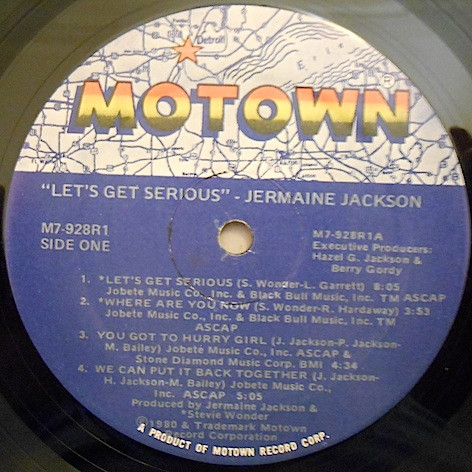 Detroit
Erie
MOTOWN®
"LET'S GET SERIOUS" - JERMAINE JACKSON
M7-928R1
SIDE ONE
M7-928R1A
Executive Producers:
Hazel G. Jackson &
Berry Gordy
1. *LET'S GET SERIOUS (S. Wonder-L. Garrett) 8:05
Jobete Music Co., Inc. & Black Bull Music, Inc. TM ASCAP
2. *WHERE ARE YOU NOW (S. Wonder-R. Hardaway) 3:53
Jobete Music Co., Inc. & Black Bull Music, Inc. TM
ASCAP
3. YOU GOT TO HURRY GIRL (J. Jackson-P. Jackson-
M. Bailey) Jobete Music Co., Inc. ASCAP &
Stone Diamond Music Corp. BMI 4:34
4. WE CAN PUT IT BACK TOGETHER (J. Jackson-
H. Jackson-M. Bailey) Jobete Music Co.,
Inc. ASCAP 5:05
Produced by Jermaine Jackson &
*Stevie Wonder
©1980 & Trademark Motown
Record Corporation
A PRODUCT OF MOTOWN RECORD CORP.